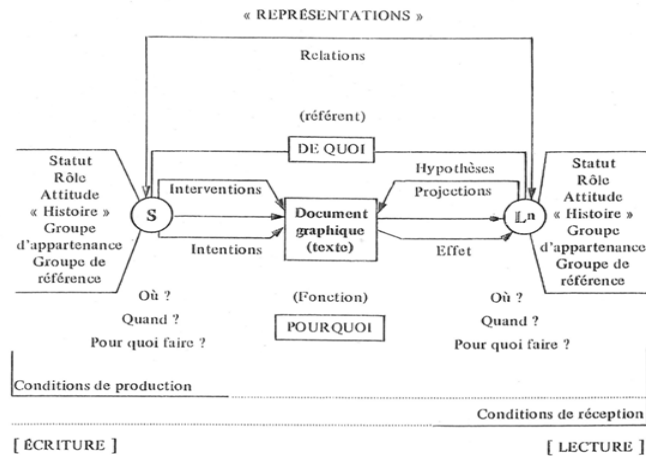 « REPRÉSENTATIONS »
Relations
(référent)
DE QUOI
Statut
Rôle
Attitude
« Histoire »
Groupe
d'appartenance
Groupe de
référence
S
Interventions
Intentions
Document
graphique
(texte)
Hypothèses
Projections
Effet
𝕃n
Statut
Rôle
Attitude
« Histoire »
Groupe
d'appartenance
Groupe de
référence
Où ?
Quand ?
Pour quoi faire ?
(Fonction)
POURQUOI
Où ?
Quand ?
Pour quoi faire ?
Conditions de production
Conditions de réception
[ ÉCRITURE ]
[ LECTURE ]